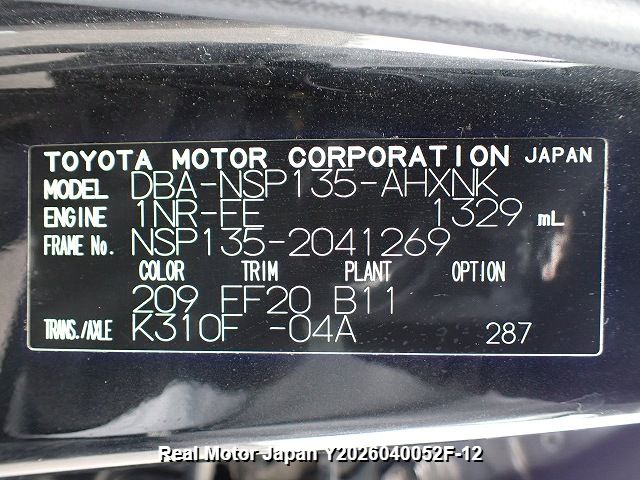 TOYOTA MOTOR CORPORATION JAPAN
MODEL DBA-NSP135-AHXNK
ENGINE 1NR-FE 1329 mL
FRAME No. NSP135-2041269
COLOR TRIM PLANT OPTION
209 FF20 B11
TRANS./AXLE K310F -04A 287
Real Motor Japan Y2026040052F-12